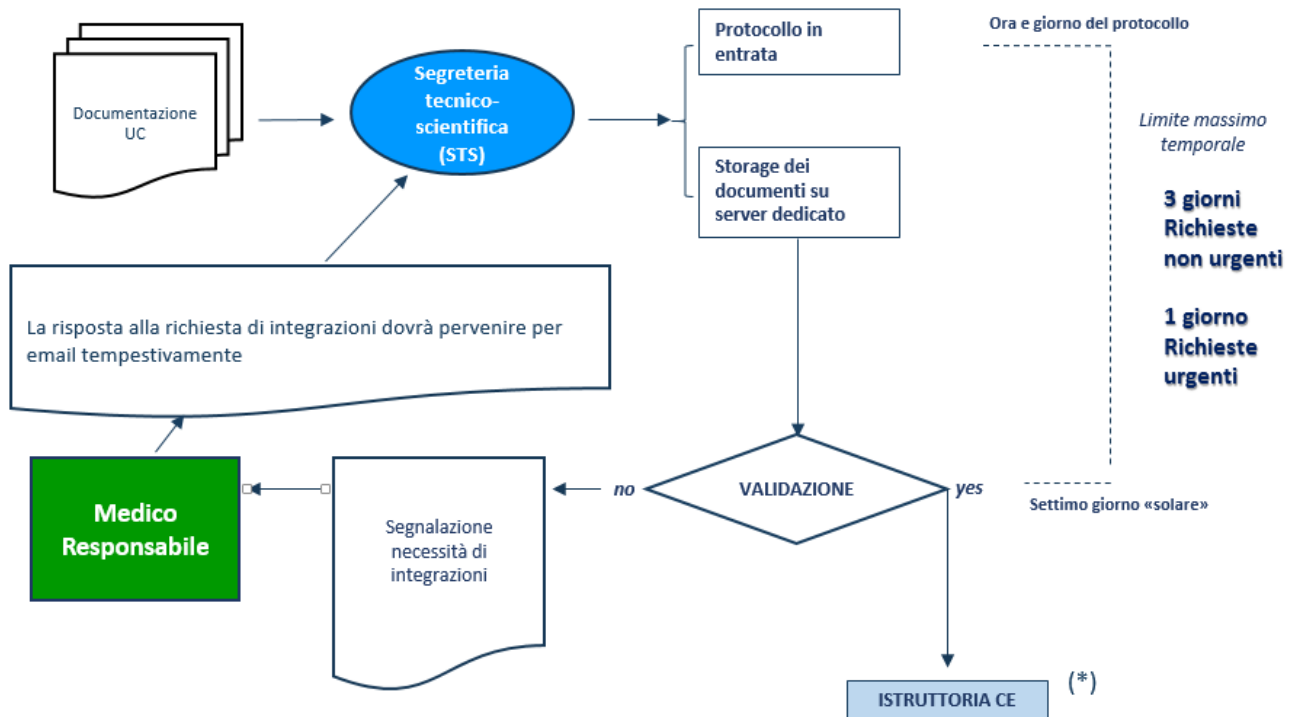 Documentazione
UC
Segreteria
tecnico-
scientifica
(STS)
Protocollo in
entrata
Storage dei
documenti su
server dedicato
Ora e giorno del protocollo
Limite massimo
temporale
3 giorni
Richieste
non urgenti
1 giorno
Richieste
urgenti
La risposta alla richiesta di integrazioni dovrà pervenire per
email tempestivamente
Medico
Responsabile
Segnalazione
necessità di
integrazioni
no
VALIDAZIONE
yes
Settimo giorno «solare»
ISTRUTTORIA CE
(*)